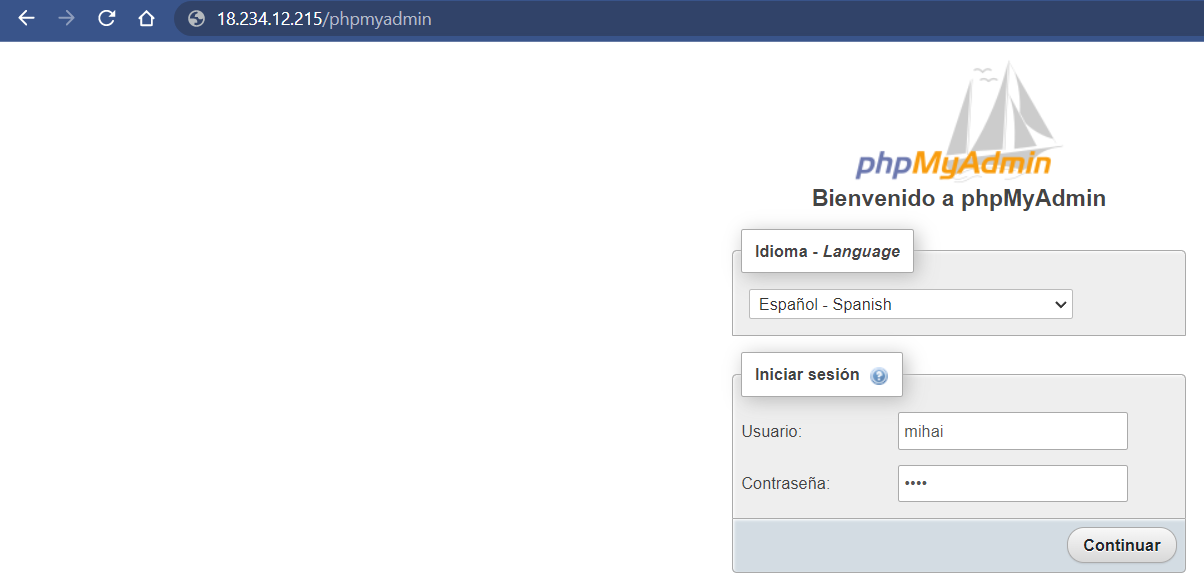 18.234.12.215/phpmyadmin
phpMyAdmin
Bienvenido a phpMyAdmin
Idioma - Language
Español - Spanish
Iniciar sesión ?
Usuario: mihai
Contraseña: ••••
Continuar